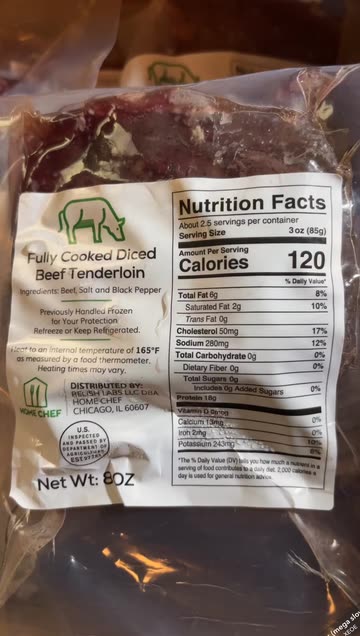 Fully Cooked Diced
Beef Tenderloin
Ingredients: Beef, Salt and Black Pepper
Previously Handled Frozen
for Your Protection
Refreeze or Keep Refrigerated.
Heat to an internal temperature of 165°F
as measured by a food thermometer.
Heating times may vary.
HOME CHEF
DISTRIBUTED BY:
RELISH LABS LLC DBA
HOME CHEF
CHICAGO, IL 60607
U.S.
INSPECTED
AND PASSED BY
DEPARTMENT OF
AGRICULTURE
Net Wt: 8OZ
Nutrition Facts
About 2.5 servings per container
Serving Size 3 oz (85g)
Amount Per Serving
Calories 120
% Daily Value*
Total Fat 6g 8%
Saturated Fat 2g 10%
Trans Fat 0g
Cholesterol 50mg 17%
Sodium 280mg 12%
Total Carbohydrate 0g 0%
Dietary Fiber 0g 0%
Total Sugars 0g
Includes 0g Added Sugars 0%
Protein 18g
Vitamin D 0mcg
Calcium 13mg 0%
Iron 2mg
Potassium 243mg
*The % Daily Value (DV) tells you how much a nutrient in a
serving of food contributes to a daily diet. 2,000 calories a
day is used for general nutrition advice.